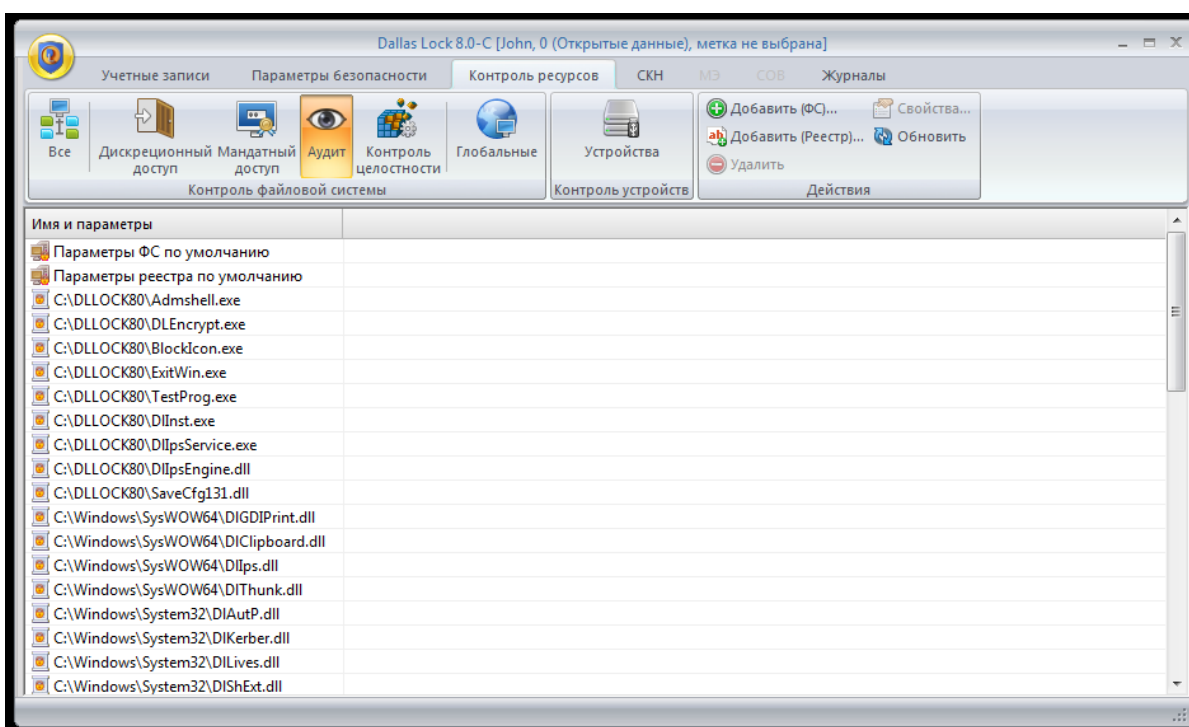 Dallas Lock 8.0-C [John, 0 (Открытые данные), метка не выбрана]
Учетные записи Параметры безопасности Контроль ресурсов СКН МЭ СОВ Журналы
Все
Дискреционный доступ
Мандатный доступ
Аудит
Контроль целостности
Глобальные
Устройства
Добавить (ФС)... Свойства...
Добавить (Реестр)... Обновить
Удалить
Контроль файловой системы Контроль устройств Действия
Имя и параметры
Параметры ФС по умолчанию
Параметры реестра по умолчанию
C:\DLLOCK80\Admshell.exe
C:\DLLOCK80\DLEncrypt.exe
C:\DLLOCK80\BlockIcon.exe
C:\DLLOCK80\ExitWin.exe
C:\DLLOCK80\TestProg.exe
C:\DLLOCK80\DlInst.exe
C:\DLLOCK80\DlIpsService.exe
C:\DLLOCK80\DlIpsEngine.dll
C:\DLLOCK80\SaveCfg131.dll
C:\Windows\SysWOW64\DlGDIPrint.dll
C:\Windows\SysWOW64\DlClipboard.dll
C:\Windows\SysWOW64\DlIps.dll
C:\Windows\SysWOW64\DlThunk.dll
C:\Windows\System32\DlAutP.dll
C:\Windows\System32\DlKerber.dll
C:\Windows\System32\DlLives.dll
C:\Windows\System32\DlShExt.dll